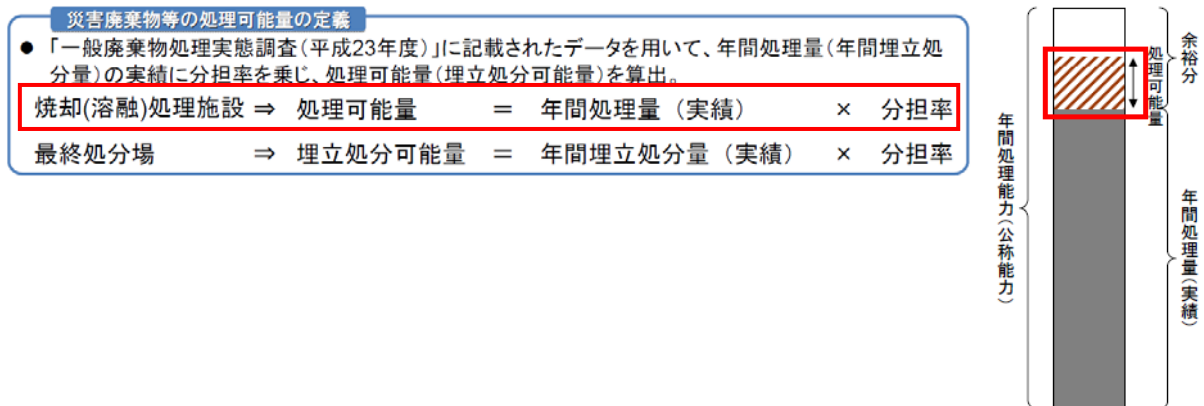 災害廃棄物等の処理可能量の定義
● 「一般廃棄物処理実態調査(平成23年度)」に記載されたデータを用いて、年間処理量(年間埋立処
分量)の実績に分担率を乗じ、処理可能量(埋立処分可能量)を算出。
焼却(溶融)処理施設 ⇒ 処理可能量 = 年間処理量(実績) × 分担率
最終処分場 ⇒ 埋立処分可能量 = 年間埋立処分量(実績) × 分担率
年間処理能力(公称能力)
処理可能量
余裕分
年間処理量(実績)